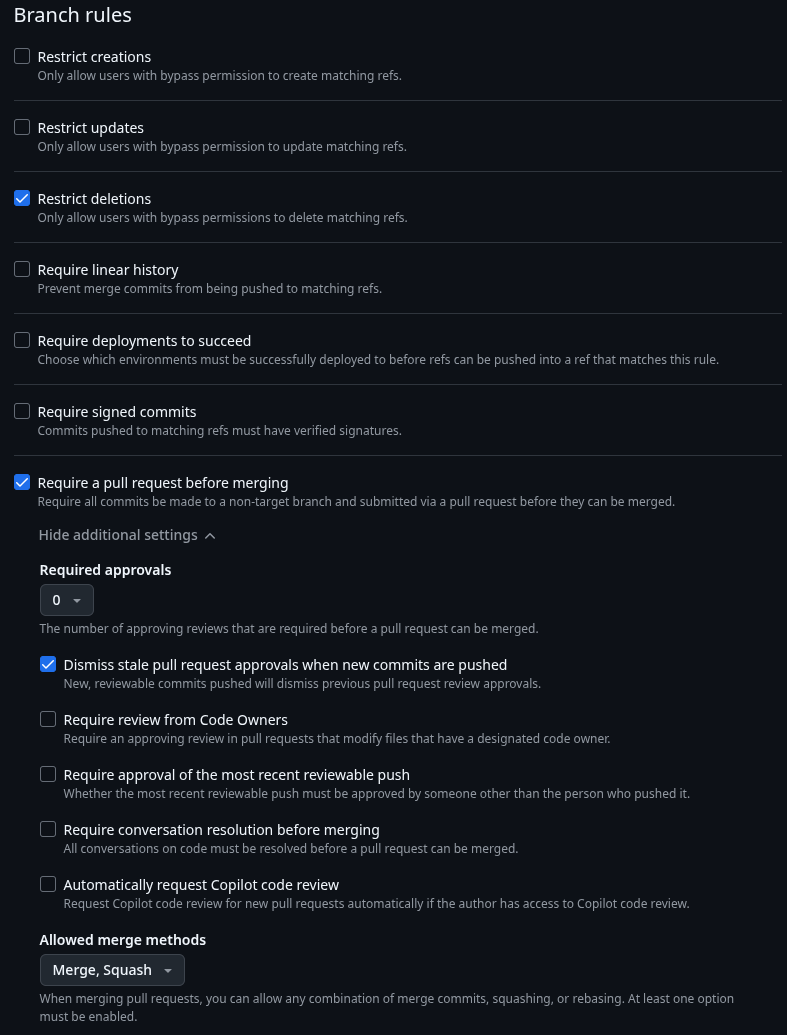 Branch rules
Restrict creations
Only allow users with bypass permission to create matching refs.
Restrict updates
Only allow users with bypass permission to update matching refs.
Restrict deletions
Only allow users with bypass permissions to delete matching refs.
Require linear history
Prevent merge commits from being pushed to matching refs.
Require deployments to succeed
Choose which environments must be successfully deployed to before refs can be pushed into a ref that matches this rule.
Require signed commits
Commits pushed to matching refs must have verified signatures.
Require a pull request before merging
Require all commits be made to a non-target branch and submitted via a pull request before they can be merged.
Hide additional settings
Required approvals
0
The number of approving reviews that are required before a pull request can be merged.
Dismiss stale pull request approvals when new commits are pushed
New, reviewable commits pushed will dismiss previous pull request review approvals.
Require review from Code Owners
Require an approving review in pull requests that modify files that have a designated code owner.
Require approval of the most recent reviewable push
Whether the most recent reviewable push must be approved by someone other than the person who pushed it.
Require conversation resolution before merging
All conversations on code must be resolved before a pull request can be merged.
Automatically request Copilot code review
Request Copilot code review for new pull requests automatically if the author has access to Copilot code review.
Allowed merge methods
Merge, Squash
When merging pull requests, you can allow any combination of merge commits, squashing, or rebasing. At least one option
must be enabled.